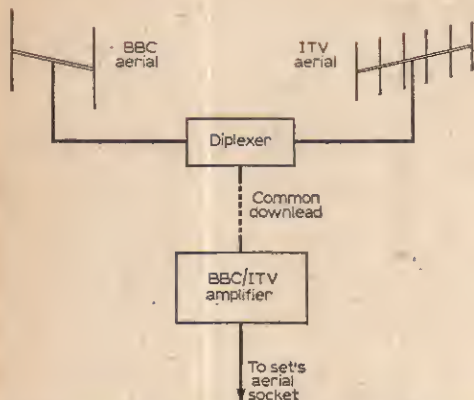 BBC
aerial
ITV
aerial
Diplexer
Common
downlead
BBC/ITV
amplifier
To set's
aerial
socket